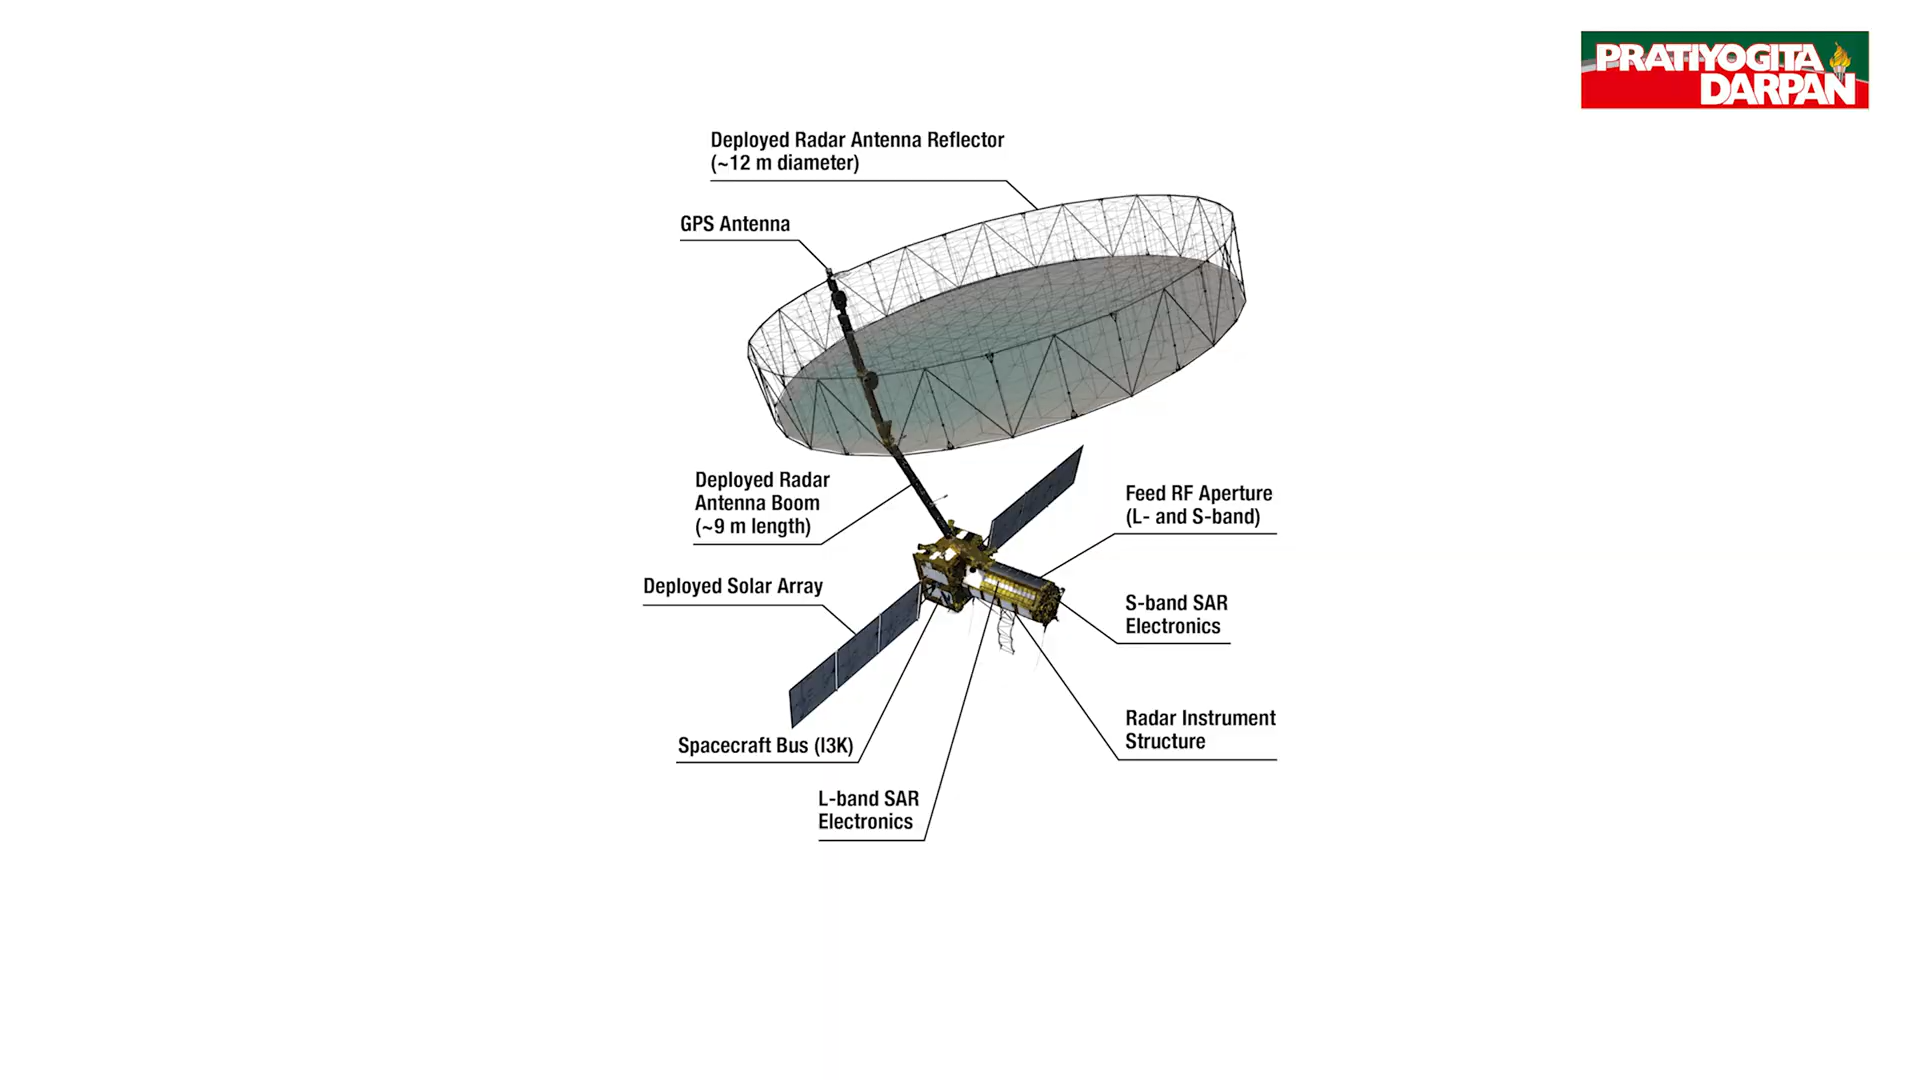 PRATIYOGITA
DARPAN
Deployed Radar Antenna Reflector
(~12 m diameter)
GPS Antenna
Deployed Radar
Antenna Boom
(~9 m length)
Feed RF Aperture
(L- and S-band)
Deployed Solar Array
S-band SAR
Electronics
Radar Instrument
Structure
Spacecraft Bus (I3K)
L-band SAR
Electronics